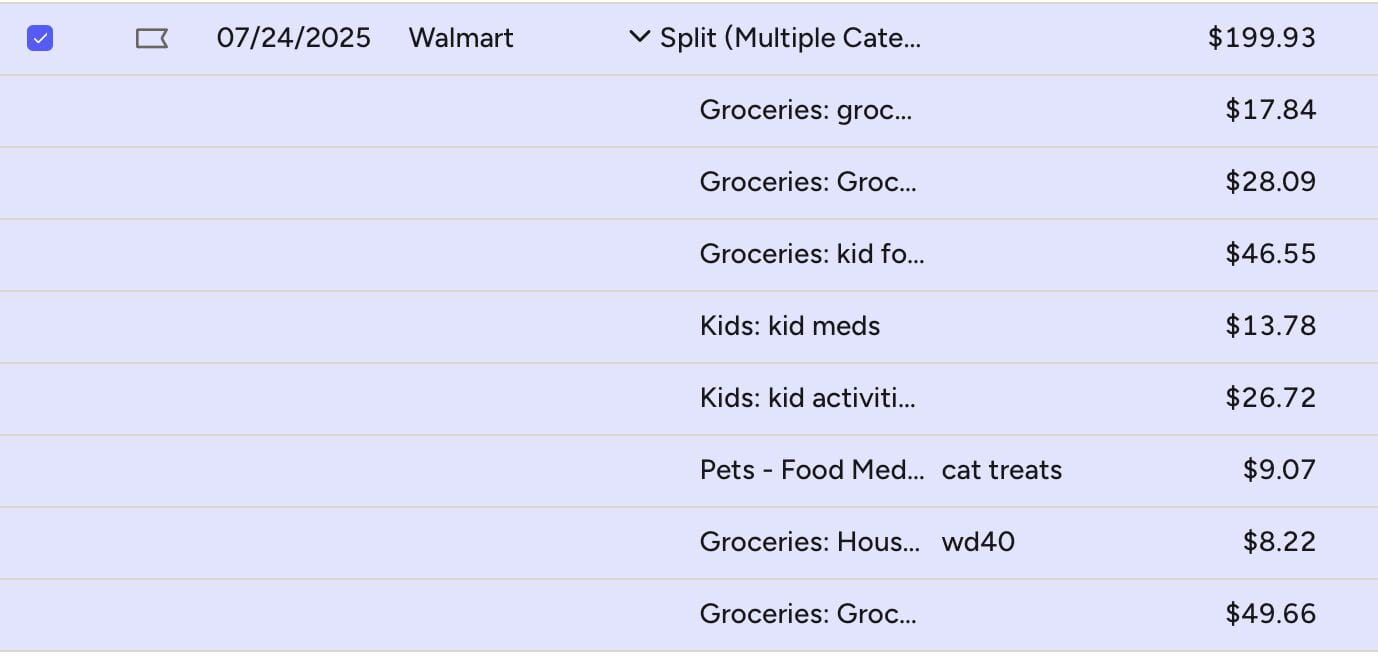 07/24/2025 Walmart Split (Multiple Cate... $199.93
Groceries: groc... $17.84
Groceries: Groc... $28.09
Groceries: kid fo... $46.55
Kids: kid meds $13.78
Kids: kid activiti... $26.72
Pets - Food Med... cat treats $9.07
Groceries: Hous... wd40 $8.22
Groceries: Groc... $49.66